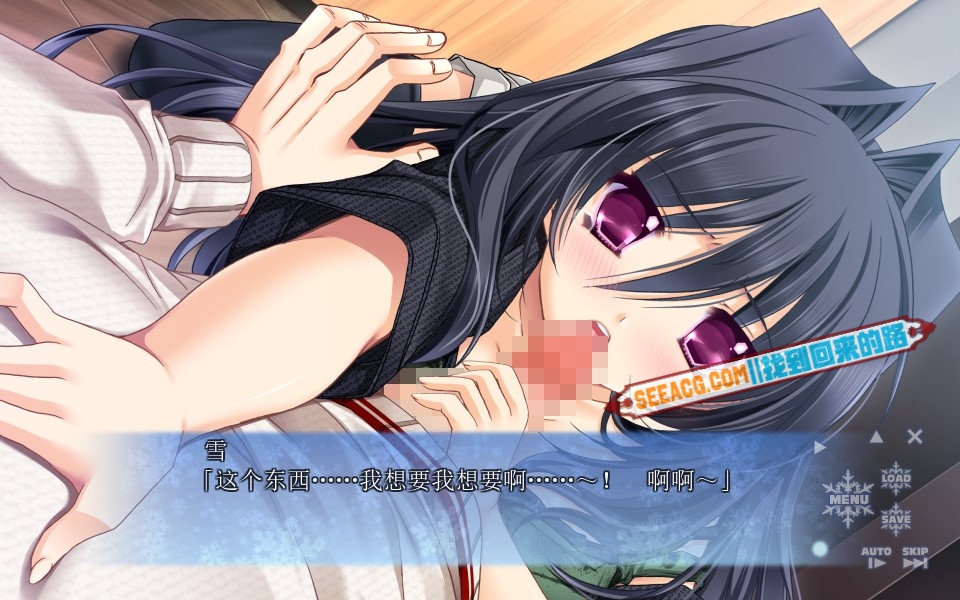 SEEACG.COM||找到回来的路
雪
「这个东西……我想要我想要啊……～！　啊啊～」
LOAD
MENU
SAVE
AUTO SKIP